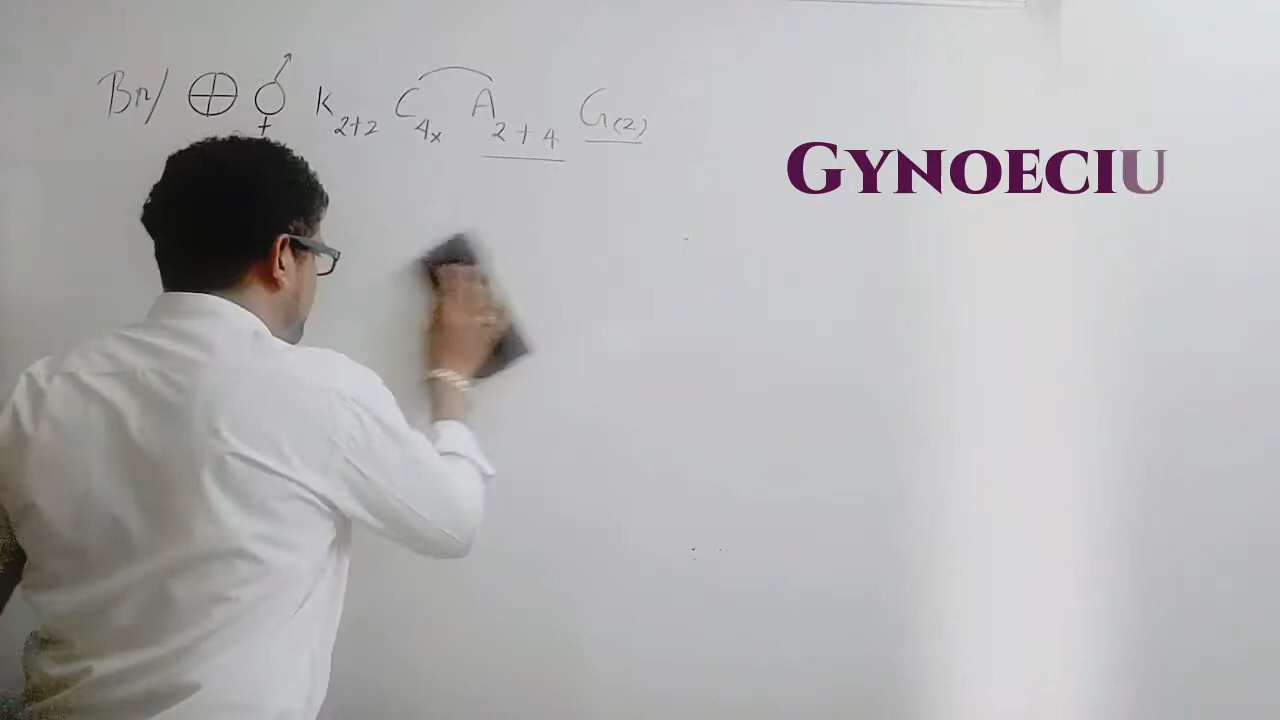 Br/ ⊕ ⚥ K2+2 C4x A2+4 G(2)
GYNOECIU